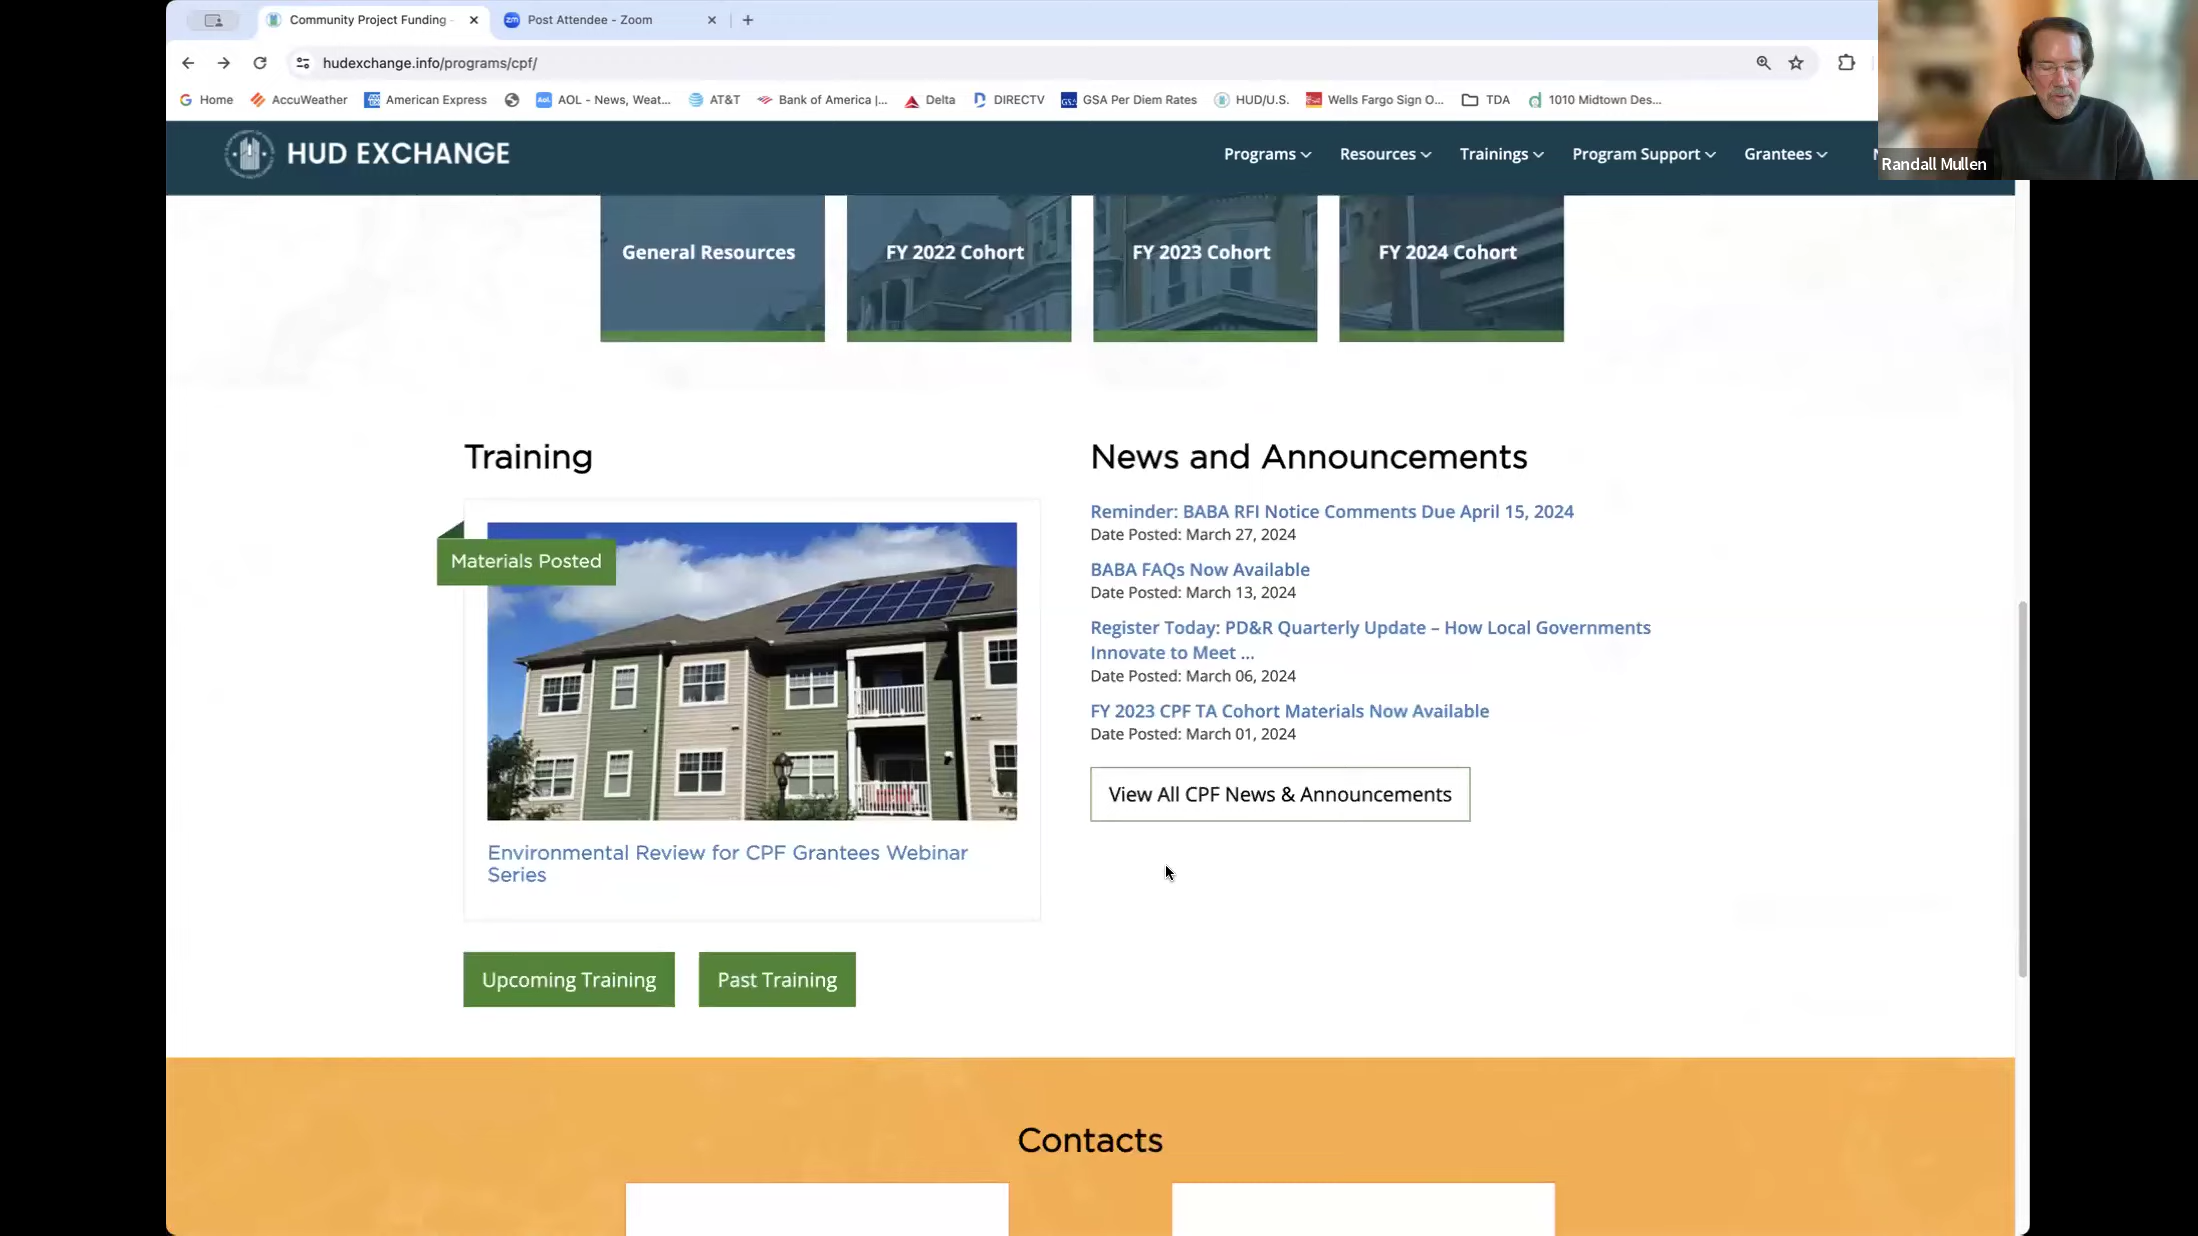 Community Project Funding -
Post Attendee - Zoom
hudexchange.info/programs/cpf/
Home
AccuWeather
American Express
AOL - News, Weat...
AT&T
Bank of America |...
Delta
DIRECTV
GSA Per Diem Rates
HUD/U.S.
Wells Fargo Sign O...
TDA
1010 Midtown Des...
HUD EXCHANGE
Programs
Resources
Trainings
Program Support
Grantees
Randall Mullen
General Resources
FY 2022 Cohort
FY 2023 Cohort
FY 2024 Cohort
Training
Materials Posted
Environmental Review for CPF Grantees Webinar
Series
Upcoming Training
Past Training
News and Announcements
Reminder: BABA RFI Notice Comments Due April 15, 2024
Date Posted: March 27, 2024
BABA FAQs Now Available
Date Posted: March 13, 2024
Register Today: PD&R Quarterly Update – How Local Governments
Innovate to Meet ...
Date Posted: March 06, 2024
FY 2023 CPF TA Cohort Materials Now Available
Date Posted: March 01, 2024
View All CPF News & Announcements
Contacts